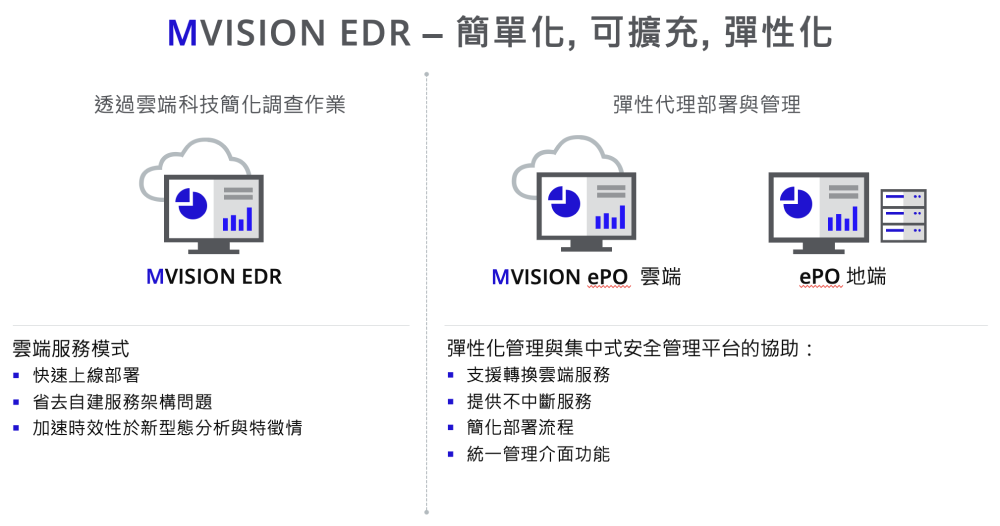 MVISION EDR – 簡單化, 可擴充, 彈性化
透過雲端科技簡化調查作業
MVISION EDR
雲端服務模式
▪ 快速上線部署
▪ 省去自建服務架構問題
▪ 加速時效性於新型態分析與特徵情
彈性代理部署與管理
MVISION ePO 雲端
ePO 地端
彈性化管理與集中式安全管理平台的協助：
▪ 支援轉換雲端服務
▪ 提供不中斷服務
▪ 簡化部署流程
▪ 統一管理介面功能